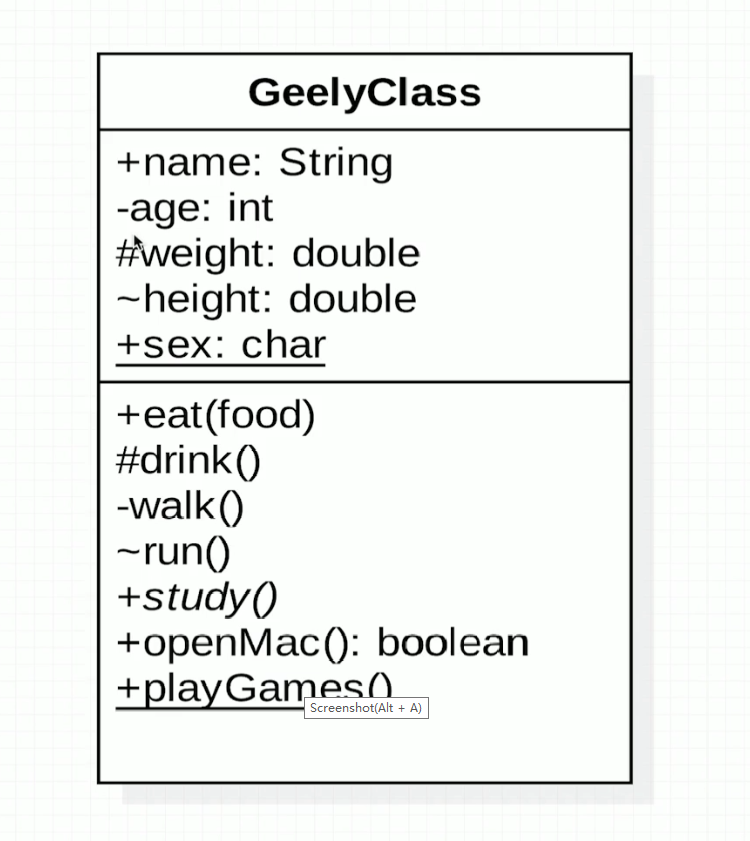 GeelyClass
+name: String
-age: int
#weight: double
~height: double
+sex: char
+eat(food)
#drink()
-walk()
~run()
+study()
+openMac(): boolean
+playGames()
Screenshot(Alt + A)